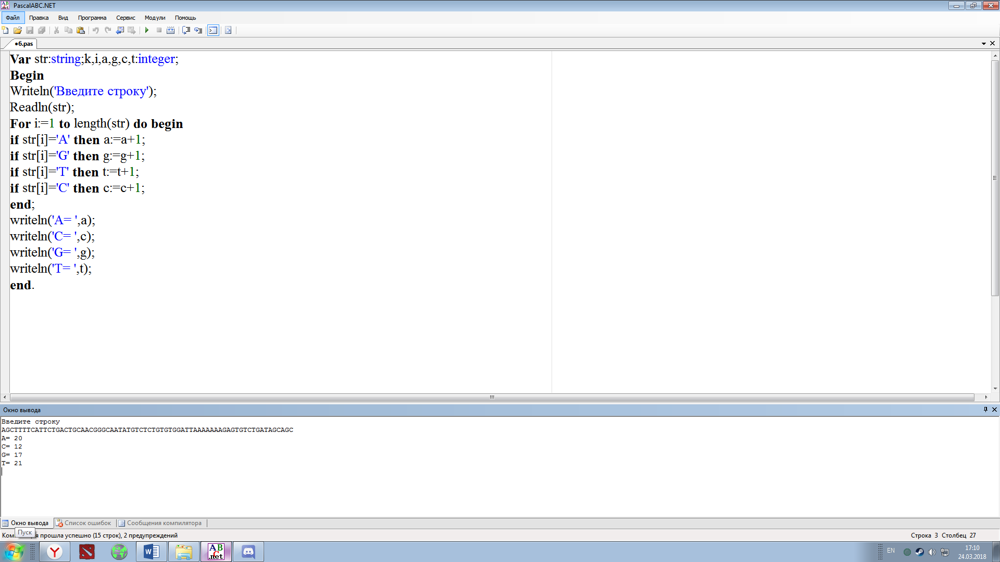 PascalABC.NET
Файл Правка Вид Программа Сервис Модули Помощь
•6.pas
Var str:string;k,i,a,g,c,t:integer;
Begin
Writeln('Введите строку');
Readln(str);
For i:=1 to length(str) do begin
if str[i]='A' then a:=a+1;
if str[i]='G' then g:=g+1;
if str[i]='T' then t:=t+1;
if str[i]='C' then c:=c+1;
end;
writeln('A= ',a);
writeln('C= ',c);
writeln('G= ',g);
writeln('T= ',t);
end.
Окно вывода
Введите строку
AGCTTTTCATTCTGACTGCAACGGGCAATATGTCTCTGTGTGGATTAAAAAAAGAGTGTCTGATAGCAGC
A= 20
C= 12
G= 17
T= 21
Окно вывода Список ошибок Сообщения компилятора
Пуск
прошла успешно (15 строк), 2 предупреждений Строка 3 Столбец 27
EN 17:10
24.03.2018